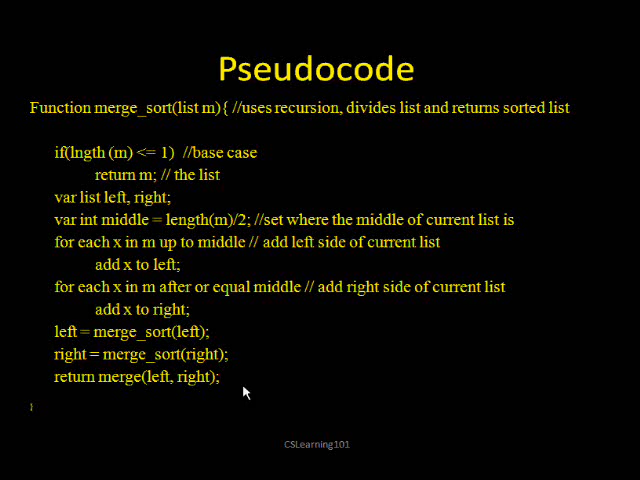 Pseudocode
Function merge_sort(list m){ //uses recursion, divides list and returns sorted list
if(lngth (m) <= 1) //base case
return m; // the list
var list left, right;
var int middle = length(m)/2; //set where the middle of current list is
for each x in m up to middle // add left side of current list
add x to left;
for each x in m after or equal middle // add right side of current list
add x to right;
left = merge_sort(left);
right = merge_sort(right);
return merge(left, right);
}
CSLearning101